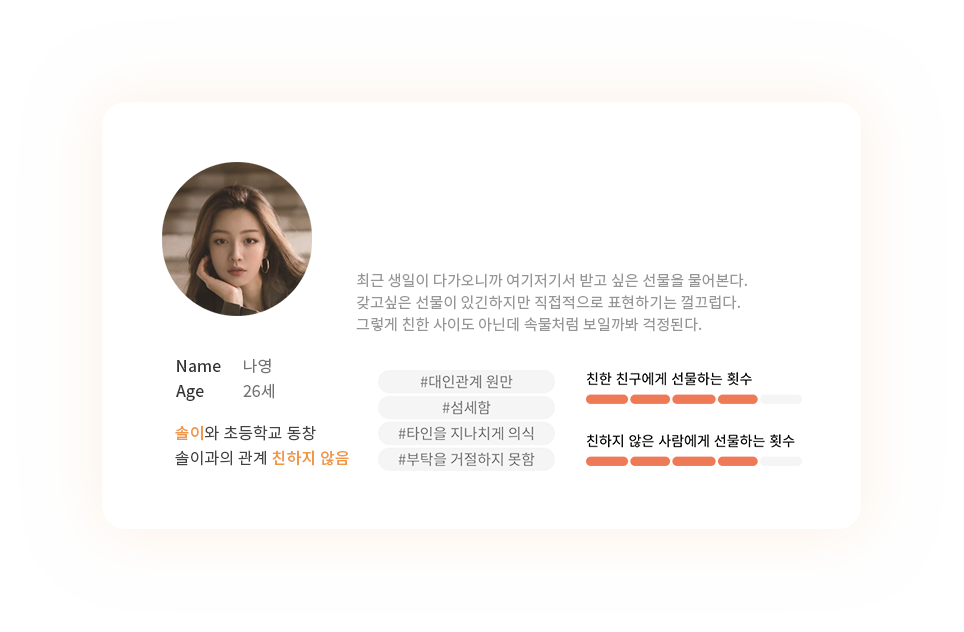 최근 생일이 다가오니까 여기저기서 받고 싶은 선물을 물어본다.
갖고싶은 선물이 있긴하지만 직접적으로 표현하기는 껄끄럽다.
그렇게 친한 사이도 아닌데 속물처럼 보일까봐 걱정된다.
Name 나영
Age 26세
솔이와 초등학교 동창
솔이과의 관계 친하지 않음
#대인관계 원만
#섬세함
#타인을 지나치게 의식
#부탁을 거절하지 못함
친한 친구에게 선물하는 횟수
친하지 않은 사람에게 선물하는 횟수